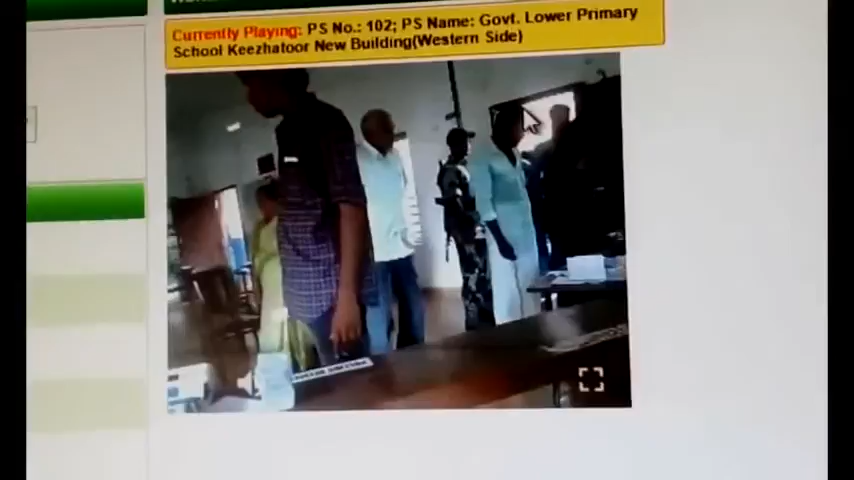 Currently Playing: PS No.: 102; PS Name: Govt. Lower Primary
School Keezhatoor New Building(Western Side)